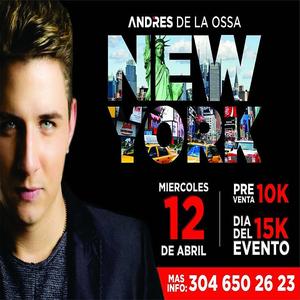 ANDRES DE LA OSSA
NEW
YORK
MIERCOLES
12
DE ABRIL
PRE
VENTA 10K
DIA
DEL 15K
EVENTO
MAS
INFO: 304 650 26 23